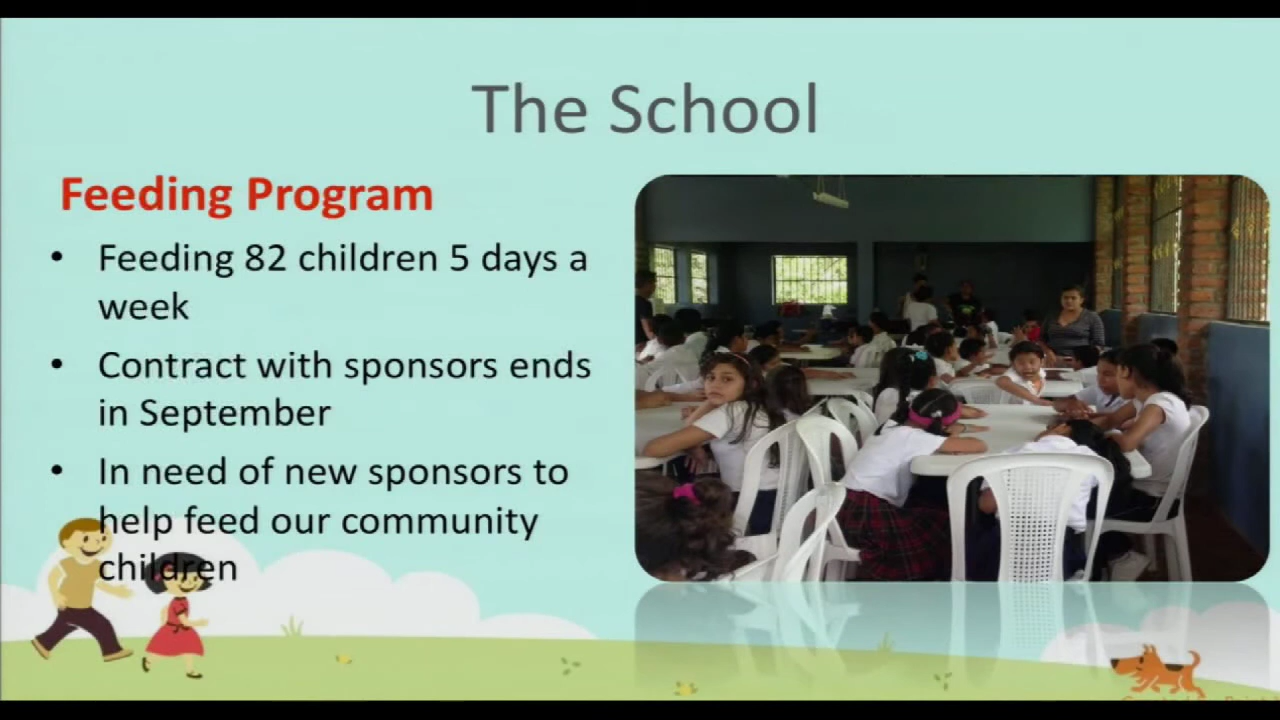 The School
Feeding Program
• Feeding 82 children 5 days a
week
• Contract with sponsors ends
in September
• In need of new sponsors to
help feed our community
children